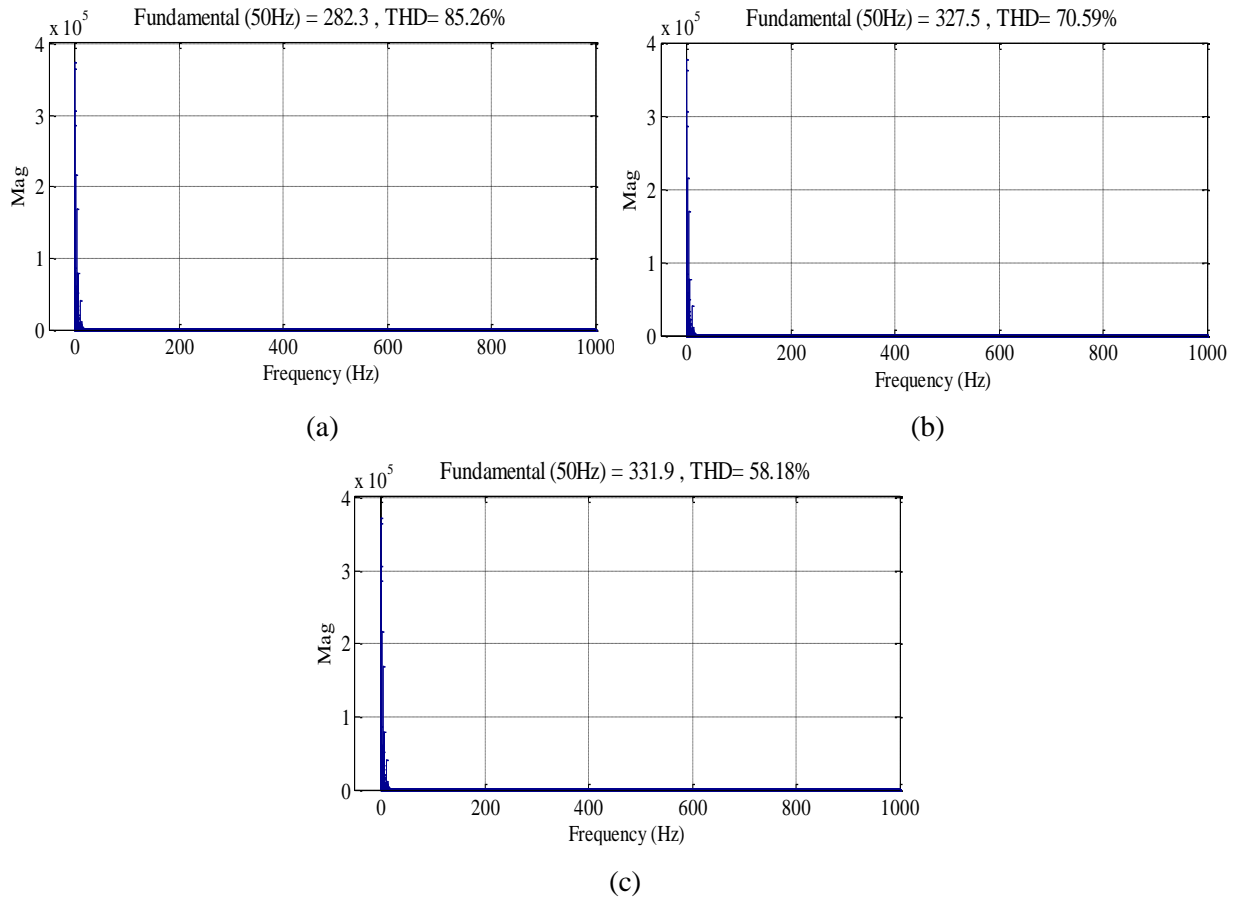 Fundamental (50Hz) = 282.3 , THD= 85.26%
x 10^5
4
3
2
1
0
Mag
0 200 400 600 800 1000
Frequency (Hz)
(a)
Fundamental (50Hz) = 327.5 , THD= 70.59%
x 10^5
4
3
2
1
0
Mag
0 200 400 600 800 1000
Frequency (Hz)
(b)
Fundamental (50Hz) = 331.9 , THD= 58.18%
x 10^5
4
3
2
1
0
Mag
0 200 400 600 800 1000
Frequency (Hz)
(c)